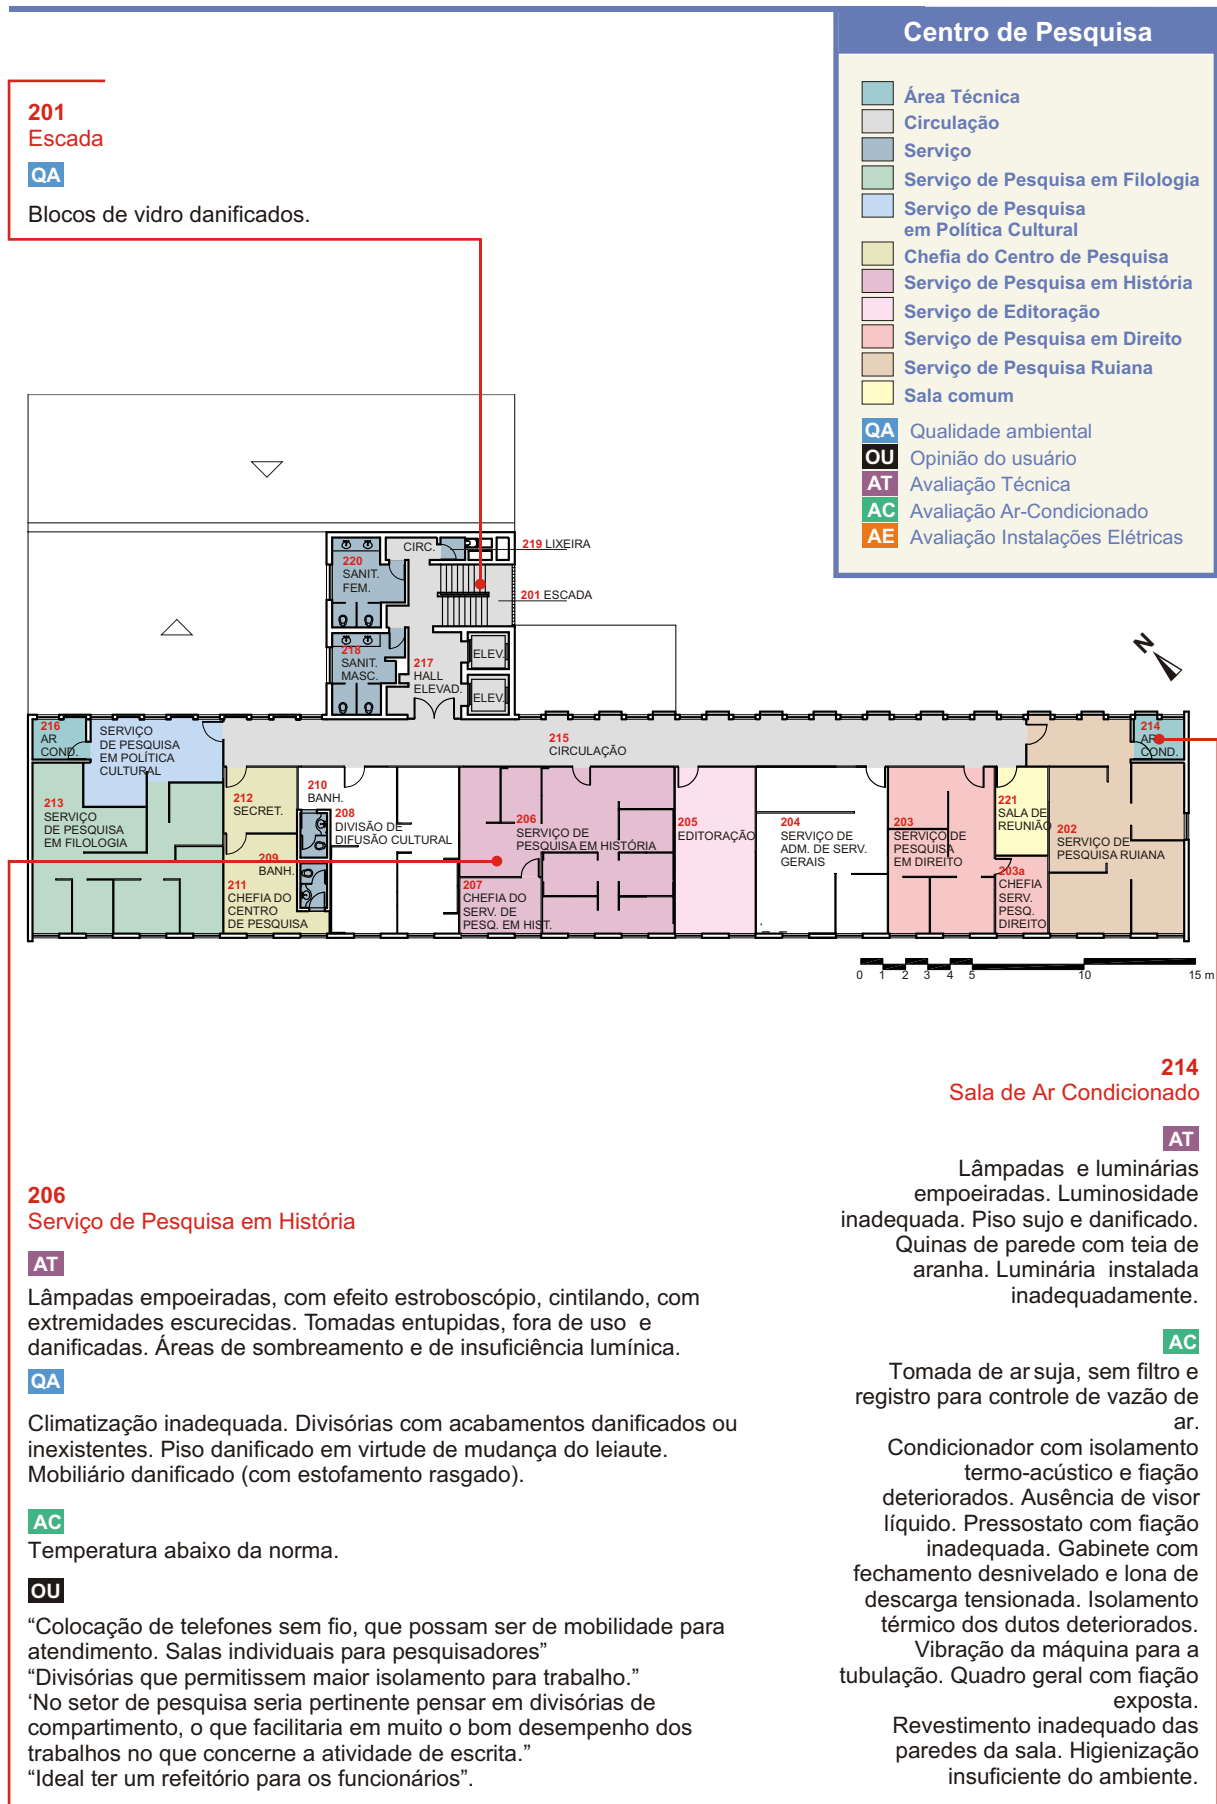 Centro de Pesquisa
Área Técnica
Circulação
Serviço
Serviço de Pesquisa em Filologia
Serviço de Pesquisa
em Política Cultural
Chefia do Centro de Pesquisa
Serviço de Pesquisa em História
Serviço de Editoração
Serviço de Pesquisa em Direito
Serviço de Pesquisa Ruiana
Sala comum
QA Qualidade ambiental
OU Opinião do usuário
AT Avaliação Técnica
AC Avaliação Ar-Condicionado
AE Avaliação Instalações Elétricas
201
Escada
QA
Blocos de vidro danificados.
CIRC.
219 LIXEIRA
220
SANIT.
FEM.
201 ESCADA
218
SANIT.
MASC.
217
HALL
ELEVAD.
ELEV.
ELEV.
N
216
AR
COND.
SERVIÇO
DE PESQUISA
EM POLÍTICA
CULTURAL
215
CIRCULAÇÃO
214
AR
COND.
213
SERVIÇO
DE PESQUISA
EM FILOLOGIA
212
SECRET.
210
BANH.
208
DIVISÃO DE
DIFUSÃO CULTURAL
209
BANH.
211
CHEFIA DO
CENTRO
DE PESQUISA
206
SERVIÇO DE
PESQUISA EM HISTÓRIA
207
CHEFIA DO
SERV. DE
PESQ. EM HIST.
205
EDITORAÇÃO
204
SERVIÇO DE
ADM. DE SERV.
GERAIS
203
SERVIÇO DE
PESQUISA
EM DIREITO
221
SALA DE
REUNIÃO
203a
CHEFIA
SERV.
PESQ.
DIREITO
202
SERVIÇO DE
PESQUISA RUIANA
0 1 2 3 4 5 10 15 m
206
Serviço de Pesquisa em História
AT
Lâmpadas empoeiradas, com efeito estroboscópio, cintilando, com
extremidades escurecidas. Tomadas entupidas, fora de uso e
danificadas. Áreas de sombreamento e de insuficiência lumínica.
QA
Climatização inadequada. Divisórias com acabamentos danificados ou
inexistentes. Piso danificado em virtude de mudança do leiaute.
Mobiliário danificado (com estofamento rasgado).
AC
Temperatura abaixo da norma.
OU
“Colocação de telefones sem fio, que possam ser de mobilidade para
atendimento. Salas individuais para pesquisadores”
“Divisórias que permitissem maior isolamento para trabalho.”
‘No setor de pesquisa seria pertinente pensar em divisórias de
compartimento, o que facilitaria em muito o bom desempenho dos
trabalhos no que concerne a atividade de escrita.”
“Ideal ter um refeitório para os funcionários”.
214
Sala de Ar Condicionado
AT
Lâmpadas e luminárias
empoeiradas. Luminosidade
inadequada. Piso sujo e danificado.
Quinas de parede com teia de
aranha. Luminária instalada
inadequadamente.
AC
Tomada de ar suja, sem filtro e
registro para controle de vazão de
ar.
Condicionador com isolamento
termo-acústico e fiação
deteriorados. Ausência de visor
líquido. Pressostato com fiação
inadequada. Gabinete com
fechamento desnivelado e lona de
descarga tensionada. Isolamento
térmico dos dutos deteriorados.
Vibração da máquina para a
tubulação. Quadro geral com fiação
exposta.
Revestimento inadequado das
paredes da sala. Higienização
insuficiente do ambiente.